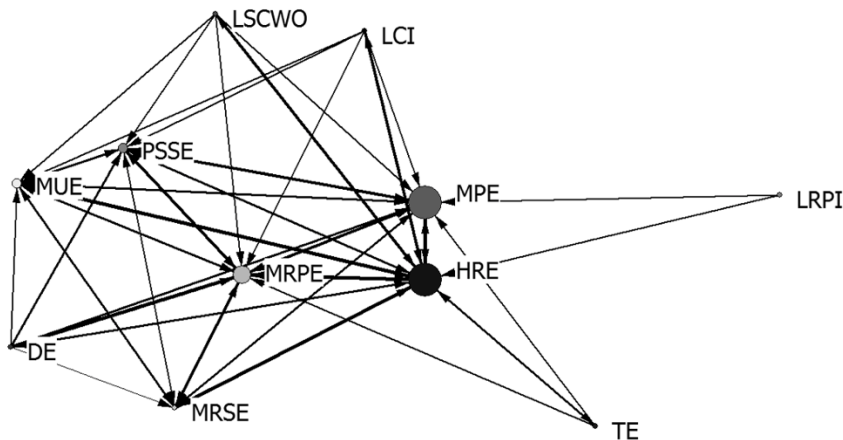 LSCWO
LCI
PSSE
MUE
MPE
LRPI
HRE
MRPE
DE
MRSE
TE